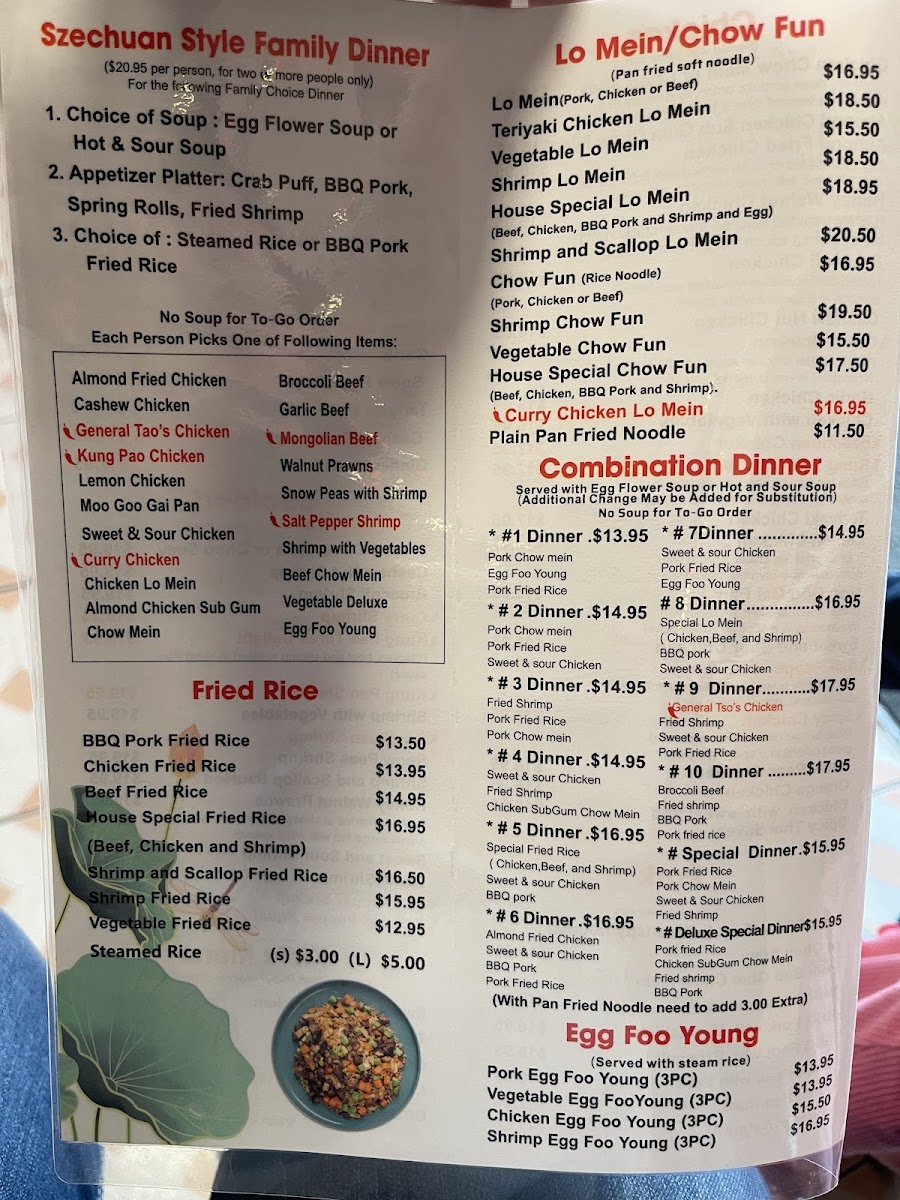 Szechuan Style Family Dinner
($20.95 per person, for two or more people only)
For the following Family Choice Dinner
1. Choice of Soup : Egg Flower Soup or
Hot & Sour Soup
2. Appetizer Platter: Crab Puff, BBQ Pork,
Spring Rolls, Fried Shrimp
3. Choice of : Steamed Rice or BBQ Pork
Fried Rice
No Soup for To-Go Order
Each Person Picks One of Following Items:
Almond Fried Chicken
Cashew Chicken
General Tao's Chicken
Kung Pao Chicken
Lemon Chicken
Moo Goo Gai Pan
Sweet & Sour Chicken
Curry Chicken
Chicken Lo Mein
Almond Chicken Sub Gum
Chow Mein
Broccoli Beef
Garlic Beef
Mongolian Beef
Walnut Prawns
Snow Peas with Shrimp
Salt Pepper Shrimp
Shrimp with Vegetables
Beef Chow Mein
Vegetable Deluxe
Egg Foo Young
Fried Rice
BBQ Pork Fried Rice $13.50
Chicken Fried Rice $13.95
Beef Fried Rice $14.95
House Special Fried Rice $16.95
(Beef, Chicken and Shrimp)
Shrimp and Scallop Fried Rice $16.50
Shrimp Fried Rice $15.95
Vegetable Fried Rice $12.95
Steamed Rice (s) $3.00 (L) $5.00
Lo Mein/Chow Fun
(Pan fried soft noodle)
Lo Mein(Pork, Chicken or Beef) $16.95
Teriyaki Chicken Lo Mein $18.50
Vegetable Lo Mein $15.50
Shrimp Lo Mein $18.50
House Special Lo Mein $18.95
(Beef, Chicken, BBQ Pork and Shrimp and Egg)
Shrimp and Scallop Lo Mein $20.50
Chow Fun (Rice Noodle) $16.95
(Pork, Chicken or Beef)
Shrimp Chow Fun $19.50
Vegetable Chow Fun $15.50
House Special Chow Fun $17.50
(Beef, Chicken, BBQ Pork and Shrimp).
Curry Chicken Lo Mein $16.95
Plain Pan Fried Noodle $11.50
Combination Dinner
Served with Egg Flower Soup or Hot and Sour Soup
(Additional Change May be Added for Substitution)
No Soup for To-Go Order
* #1 Dinner .$13.95
Pork Chow mein
Egg Foo Young
Pork Fried Rice
* # 2 Dinner .$14.95
Pork Chow mein
Pork Fried Rice
Sweet & sour Chicken
* # 3 Dinner .$14.95
Fried Shrimp
Pork Fried Rice
Pork Chow mein
* # 4 Dinner .$14.95
Sweet & sour Chicken
Fried Shrimp
Chicken SubGum Chow Mein
* # 5 Dinner .$16.95
Special Fried Rice
( Chicken,Beef, and Shrimp)
Sweet & sour Chicken
BBQ pork
* # 6 Dinner .$16.95
Almond Fried Chicken
Sweet & sour Chicken
BBQ Pork
Pork Fried Rice
* # 7Dinner .............$14.95
Sweet & sour Chicken
Pork Fried Rice
Egg Foo Young
# 8 Dinner...............$16.95
Special Lo Mein
( Chicken,Beef, and Shrimp)
BBQ pork
Sweet & sour Chicken
* # 9 Dinner...........$17.95
General Tso's Chicken
Fried Shrimp
Sweet & sour Chicken
Pork Fried Rice
* # 10 Dinner .........$17.95
Broccoli Beef
Fried shrimp
BBQ Pork
Pork fried rice
* # Special Dinner.$15.95
Pork Fried Rice
Pork Chow Mein
Sweet & Sour Chicken
Fried Shrimp
* # Deluxe Special Dinner$15.95
Pork fried Rice
Chicken SubGum Chow Mein
Fried shrimp
BBQ Pork
(With Pan Fried Noodle need to add 3.00 Extra)
Egg Foo Young
(Served with steam rice)
Pork Egg Foo Young (3PC) $13.95
Vegetable Egg FooYoung (3PC) $13.95
Chicken Egg Foo Young (3PC) $15.50
Shrimp Egg Foo Young (3PC) $16.95